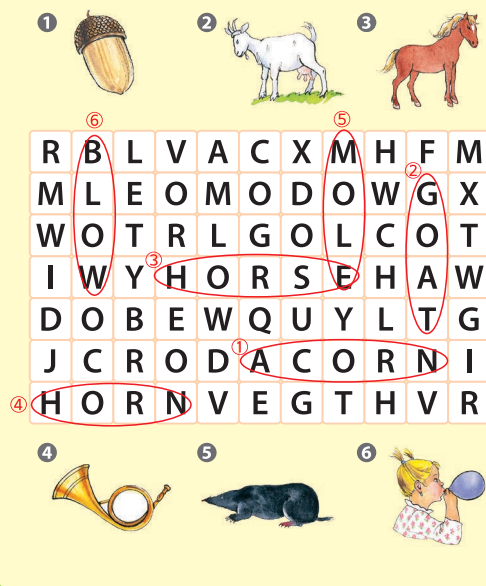 1 2 3
⑥ ⑤
R B L V A C X M H F M
②
M L E O M O D O W G X
W O T R L G O L C O T
③
I W Y H O R S E H A W
D O B E W Q U Y L T G
①
J C R O D A C O R N I
④ H O R N V E G T H V R
4 5 6